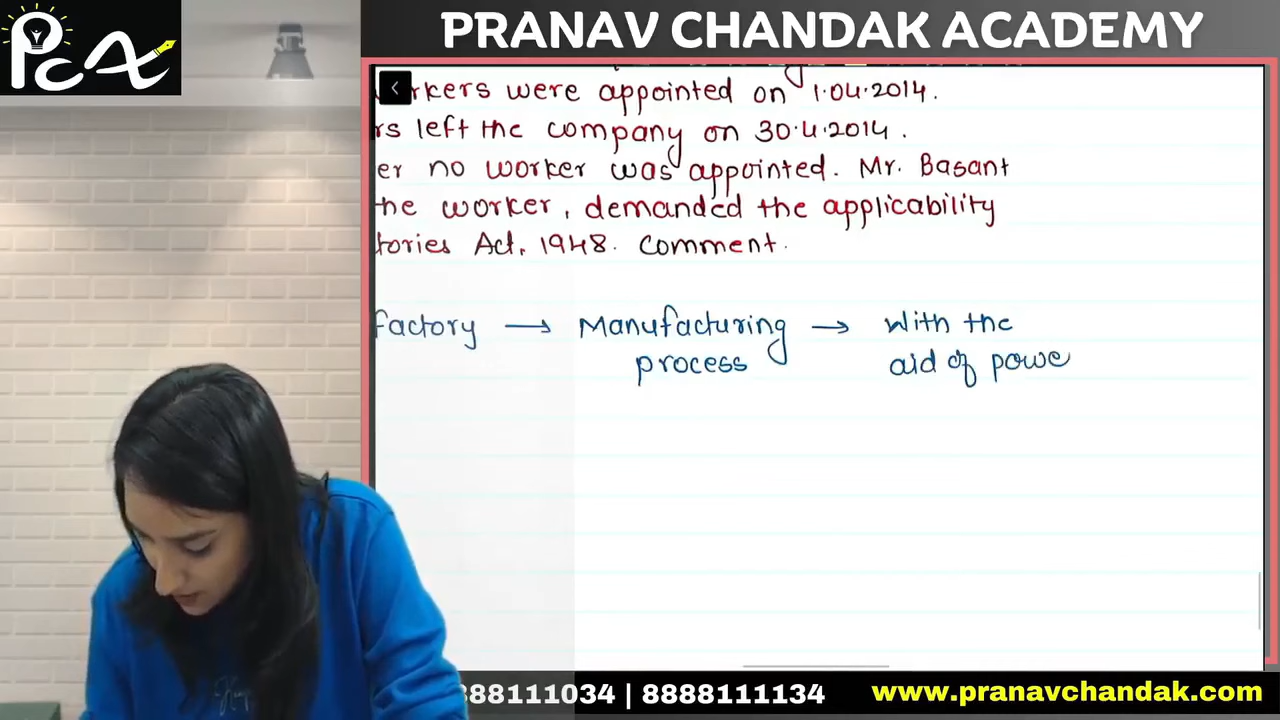 PCA
PRANAV CHANDAK ACADEMY
rkers were appointed on 1.04.2014.
rs left the company on 30.4.2014.
er no worker was appointed. Mr. Basant
he worker, demanded the applicability
tories Act, 1948. Comment.
factory → Manufacturing process → With the aid of powe
888111034 | 8888111134
www.pranavchandak.com